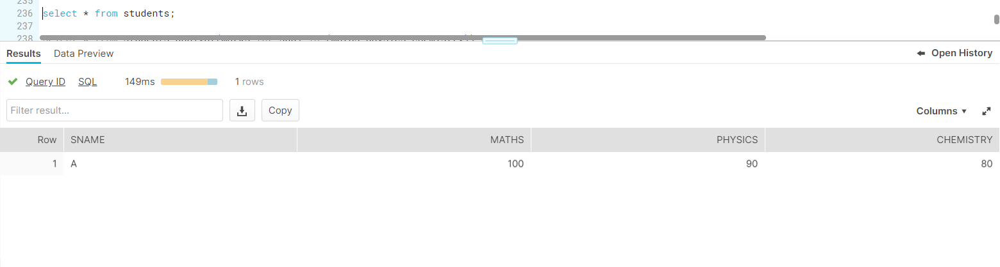 235
236 select * from students;
237
238
Results Data Preview Open History
Query ID SQL 149ms 1 rows
Filter result... Copy Columns
Row SNAME MATHS PHYSICS CHEMISTRY
1 A 100 90 80